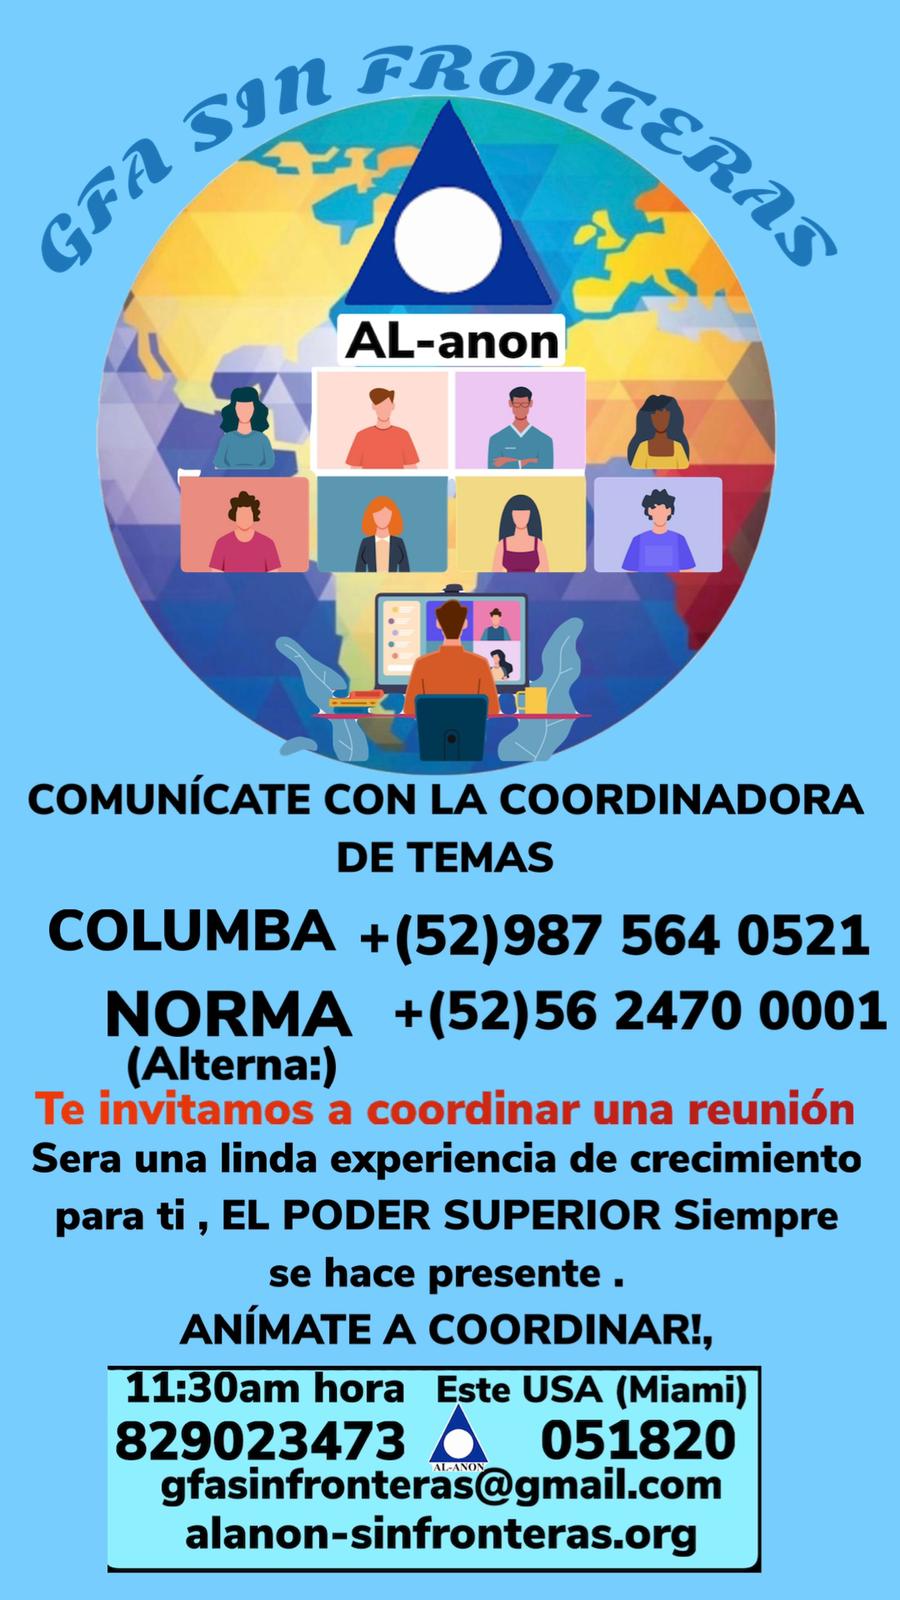 GFA SIN FRONTERAS
AL-anon
COMUNÍCATE CON LA COORDINADORA
DE TEMAS
COLUMBA +(52)987 564 0521
NORMA +(52)56 2470 0001
(Alterna:)
Te invitamos a coordinar una reunión
Sera una linda experiencia de crecimiento
para ti , EL PODER SUPERIOR Siempre
se hace presente .
ANÍMATE A COORDINAR!,
11:30am hora Este USA (Miami)
829023473 051820
AL-ANON
gfasinfronteras@gmail.com
alanon-sinfronteras.org